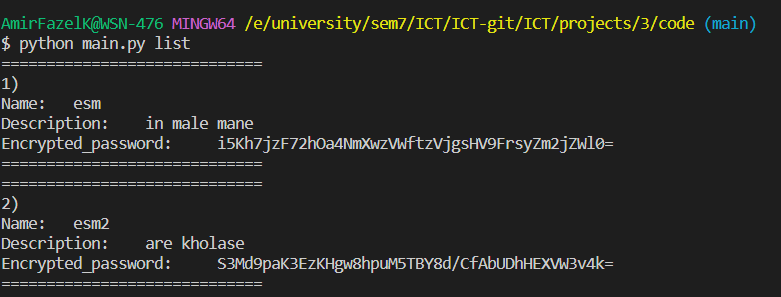 AmirFazelK@WSN-476 MINGW64 /e/university/sem7/ICT/ICT-git/ICT/projects/3/code (main)
$ python main.py list
=============================
1)
Name:   esm
Description:    in male mane
Encrypted_password:     i5Kh7jzF72hOa4NmXwzVWftzVjgsHV9FrsyZm2jZWl0=
=============================
=============================
2)
Name:   esm2
Description:    are kholase
Encrypted_password:     S3Md9paK3EzKHgw8hpuM5TBY8d/CfAbUDhHEXVW3v4k=
=============================